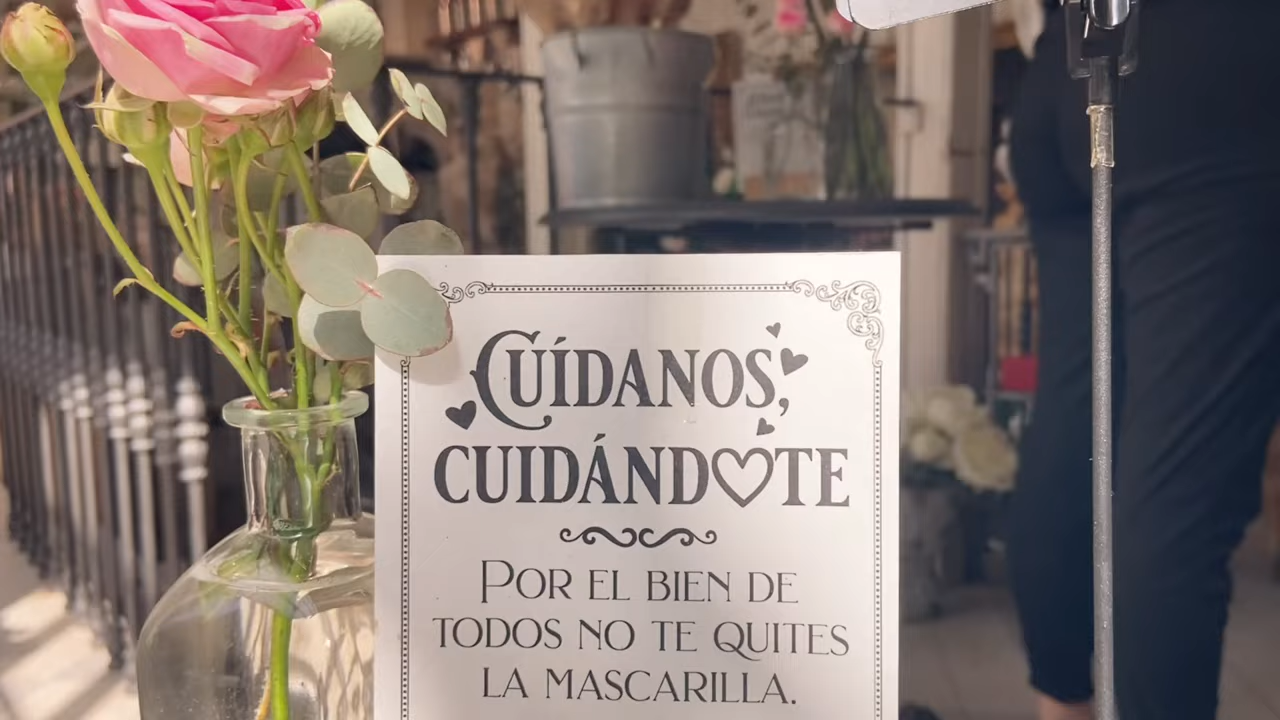 CUÍDANOS,
CUIDÁNDOTE
POR EL BIEN DE
TODOS NO TE QUITES
LA MASCARILLA.